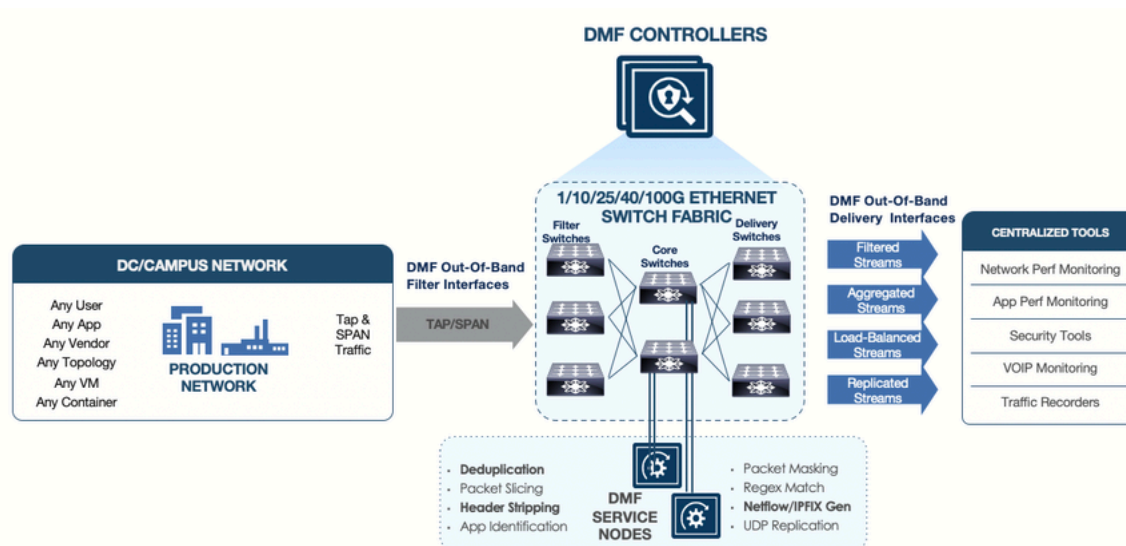 DMF CONTROLLERS
1/10/25/40/100G ETHERNET
SWITCH FABRIC
Filter
Switches
Core
Switches
Delivery
Switches
DC/CAMPUS NETWORK
Any User
Any App
Any Vendor
Any Topology
Any VM
Any Container
PRODUCTION
NETWORK
Tap &
SPAN
Traffic
DMF Out-Of-Band
Filter Interfaces
TAP/SPAN
DMF Out-Of-Band
Delivery Interfaces
Filtered
Streams
Aggregated
Streams
Load-Balanced
Streams
Replicated
Streams
CENTRALIZED TOOLS
Network Perf Monitoring
App Perf Monitoring
Security Tools
VOIP Monitoring
Traffic Recorders
• Deduplication
• Packet Slicing
• Header Stripping
• App Identification
DMF
SERVICE
NODES
• Packet Masking
• Regex Match
• Netflow/IPFIX Gen
• UDP Replication